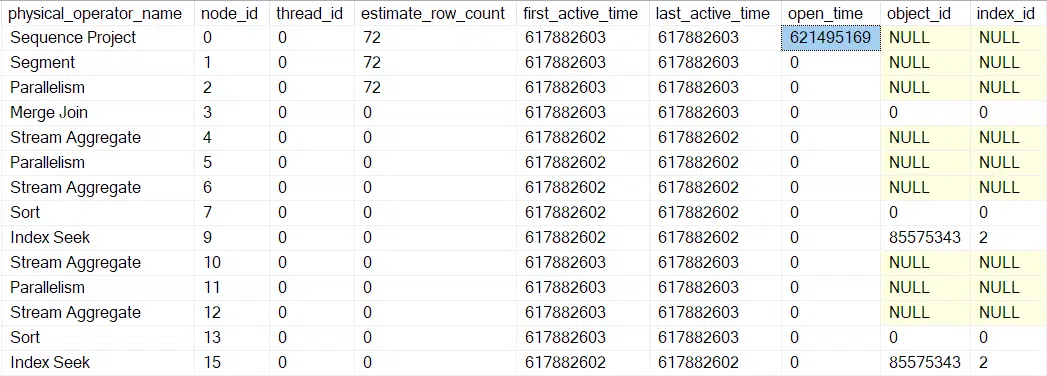 physical_operator_name node_id thread_id estimate_row_count first_active_time last_active_time open_time object_id index_id
Sequence Project 0 0 72 617882603 617882603 621495169 NULL NULL
Segment 1 0 72 617882603 617882603 0 NULL NULL
Parallelism 2 0 72 617882603 617882603 0 NULL NULL
Merge Join 3 0 0 617882603 617882603 0 0 0
Stream Aggregate 4 0 0 617882602 617882602 0 NULL NULL
Parallelism 5 0 0 617882602 617882602 0 NULL NULL
Stream Aggregate 6 0 0 617882602 617882602 0 NULL NULL
Sort 7 0 0 617882602 617882602 0 0 0
Index Seek 9 0 0 617882602 617882602 0 85575343 2
Stream Aggregate 10 0 0 617882603 617882603 0 NULL NULL
Parallelism 11 0 0 617882603 617882603 0 NULL NULL
Stream Aggregate 12 0 0 617882603 617882603 0 NULL NULL
Sort 13 0 0 617882603 617882603 0 0 0
Index Seek 15 0 0 617882602 617882602 0 85575343 2